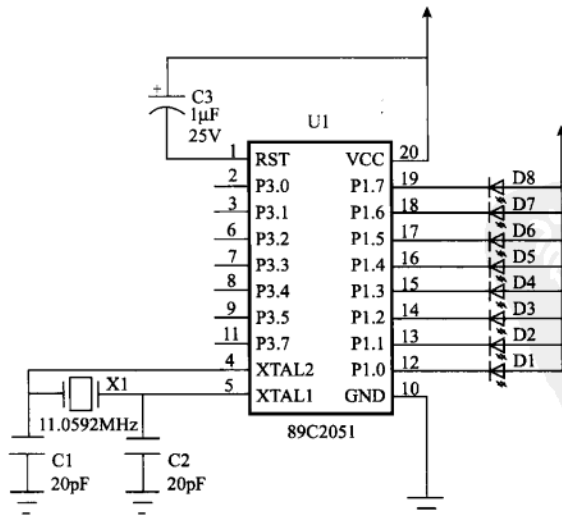 +
C3
1μF
25V
U1
1 RST VCC 20
2 P3.0 P1.7 19 D8
3 P3.1 P1.6 18 D7
6 P3.2 P1.5 17 D6
7 P3.3 P1.4 16 D5
8 P3.4 P1.3 15 D4
9 P3.5 P1.2 14 D3
11 P3.7 P1.1 13 D2
4 XTAL2 P1.0 12 D1
X1 5 XTAL1 GND 10
11.0592MHz
89C2051
C1 C2
20pF 20pF